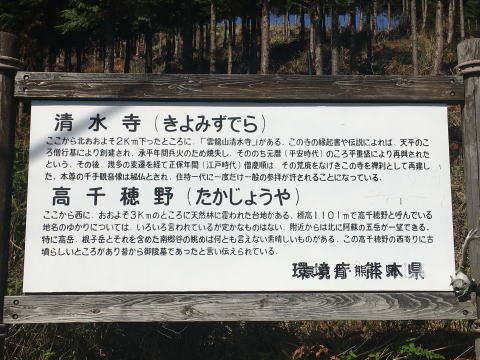 清水寺(きよみずでら)
ここから北おおよそ2Km下ったところに、「雲龍山清水寺」がある。この寺の縁起書や伝説によれば、天平のこ
ろ僧行基により創建され、承平年間兵火のため焼失し、そののち元暦(平安時代)のころ平重盛により再興された
という。その後、幾多の変遷を経て正保年間(江戸時代)僧慶順は、その荒廃をなげきこの寺を禅刹として再建し
た。本尊の千手観音像は秘仏とされ、住持一代に一度だけ一般の参拝が許されることになっている。
高千穂野(たかじょうや)
ここから西に、おおよそ3Kmのところに天然林に覆われた台地がある。標高1.101mで高千穂野と呼んでいる
地名のゆかりについては、いろいろ言われているが定かなものはない。附近からは北に阿蘇の五岳が一望できる。
特に高岳、根子岳とそれを含めた南郷谷の眺めは何とも言えない素晴しいものがある。この高千穂野の西寄りに古
墳らしいところがあり昔から御陵墓であったと言い伝えられている。
環境省 熊本県